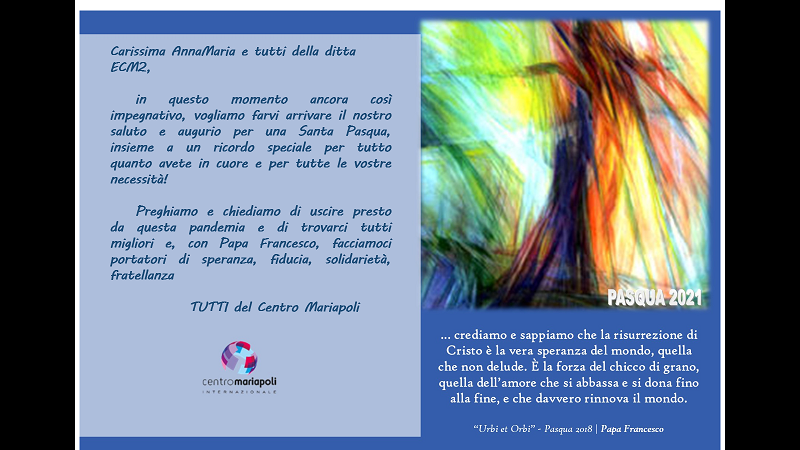 Carissima AnnaMaria e tutti della ditta
ECM2,
in questo momento ancora così
impegnativo, vogliamo farvi arrivare il nostro
saluto e augurio per una Santa Pasqua,
insieme a un ricordo speciale per tutto
quanto avete in cuore e per tutte le vostre
necessità!
Preghiamo e chiediamo di uscire presto
da questa pandemia e di trovarci tutti
migliori e, con Papa Francesco, facciamoci
portatori di speranza, fiducia, solidarietà,
fratellanza
TUTTI del Centro Mariapoli
centromariapoli
INTERNAZIONALE
PASQUA 2021
... crediamo e sappiamo che la risurrezione di
Cristo è la vera speranza del mondo, quella
che non delude. È la forza del chicco di grano,
quella dell'amore che si abbassa e si dona fino
alla fine, e che davvero rinnova il mondo.
"Urbi et Orbi" - Pasqua 2018 | Papa Francesco